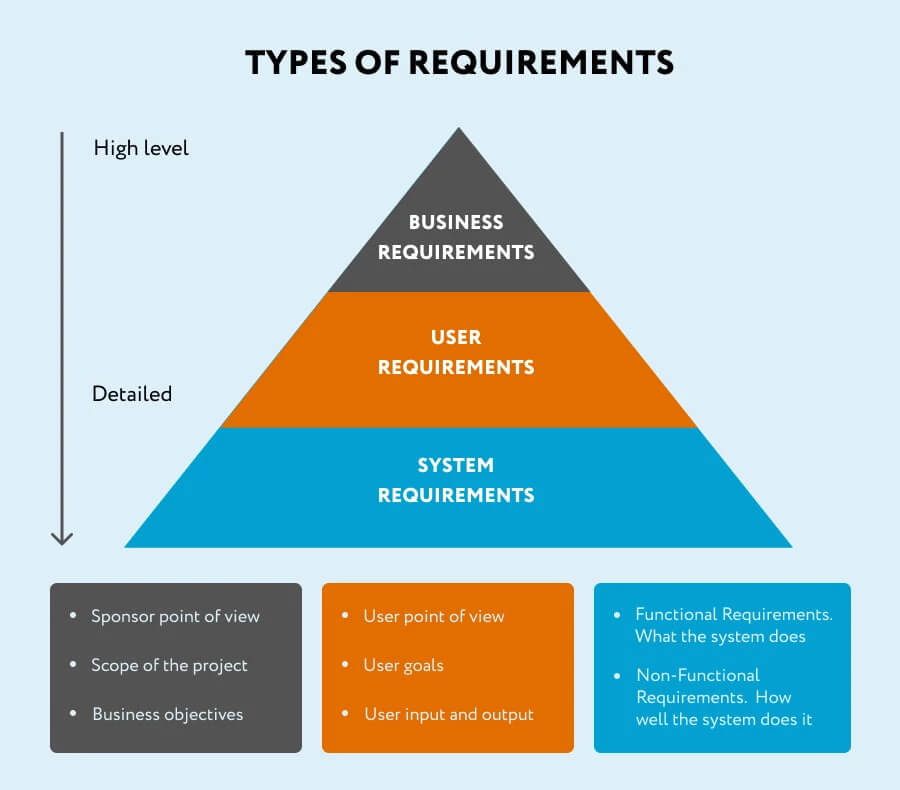 TYPES OF REQUIREMENTS
High level
BUSINESS
REQUIREMENTS
USER
REQUIREMENTS
Detailed
SYSTEM
REQUIREMENTS
• Sponsor point of view
• Scope of the project
• Business objectives
• User point of view
• User goals
• User input and output
• Functional Requirements.
What the system does
• Non-Functional
Requirements. How
well the system does it